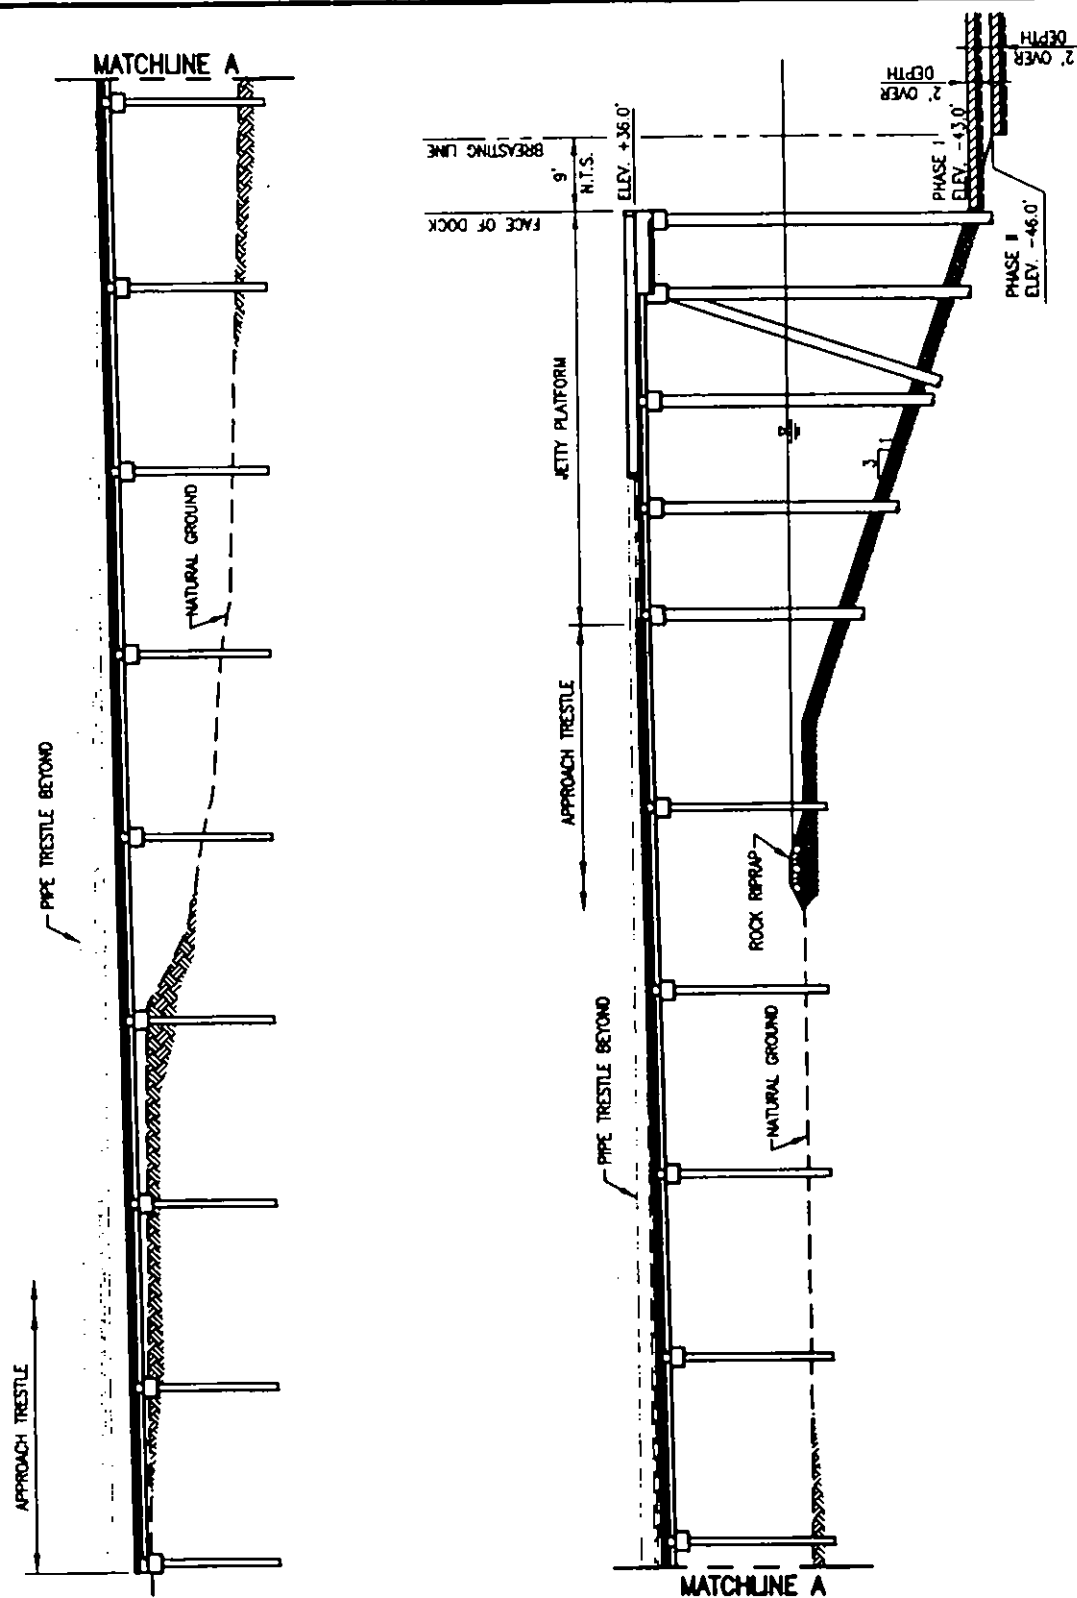 MATCHLINE A
NATURAL GROUND
PIPE TRESTLE BEYOND
APPROACH TRESTLE
2' OVER
DEPTH
2' OVER
DEPTH
BREASTING LINE
9'
N.T.S.
ELEV. +36.0'
PHASE I
ELEV. -43.0'
FACE OF DOCK
PHASE II
ELEV. -46.0'
JETTY PLATFORM
3
1
APPROACH TRESTLE
ROCK RIPRAP
PIPE TRESTLE BEYOND
NATURAL GROUND
MATCHLINE A